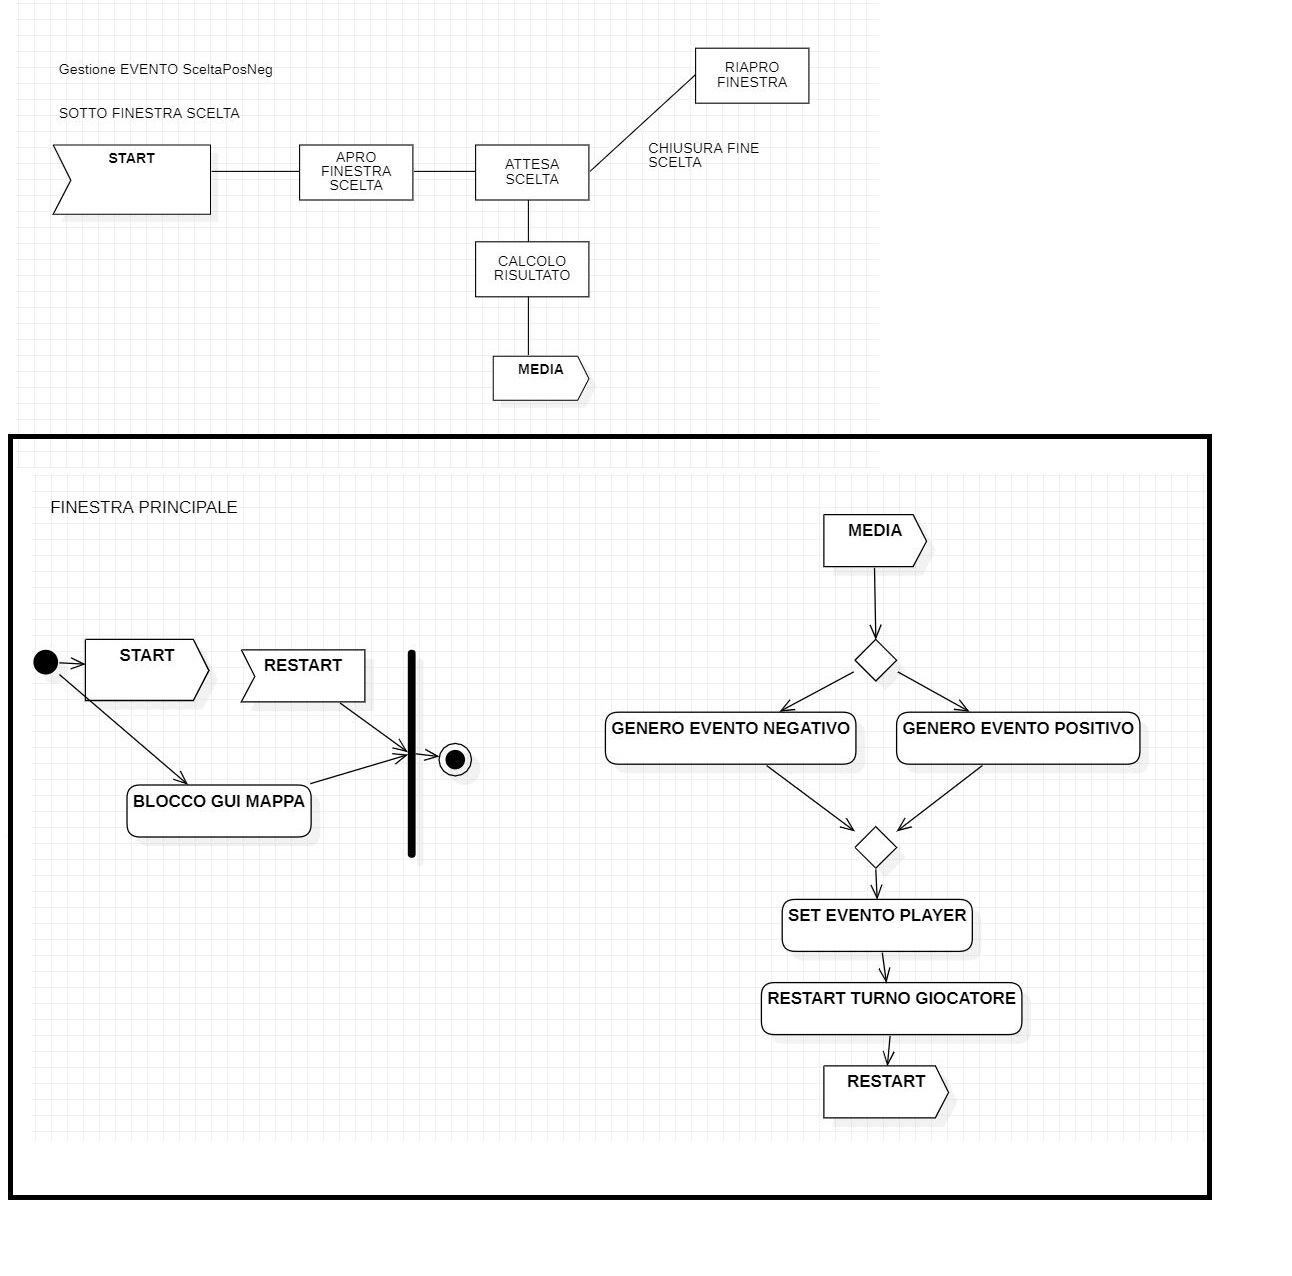 Gestione EVENTO SceltaPosNeg
SOTTO FINESTRA SCELTA
START
APRO
FINESTRA
SCELTA
ATTESA
SCELTA
RIAPRO
FINESTRA
CHIUSURA FINE
SCELTA
CALCOLO
RISULTATO
MEDIA
FINESTRA PRINCIPALE
START
RESTART
BLOCCO GUI MAPPA
MEDIA
GENERO EVENTO NEGATIVO
GENERO EVENTO POSITIVO
SET EVENTO PLAYER
RESTART TURNO GIOCATORE
RESTART